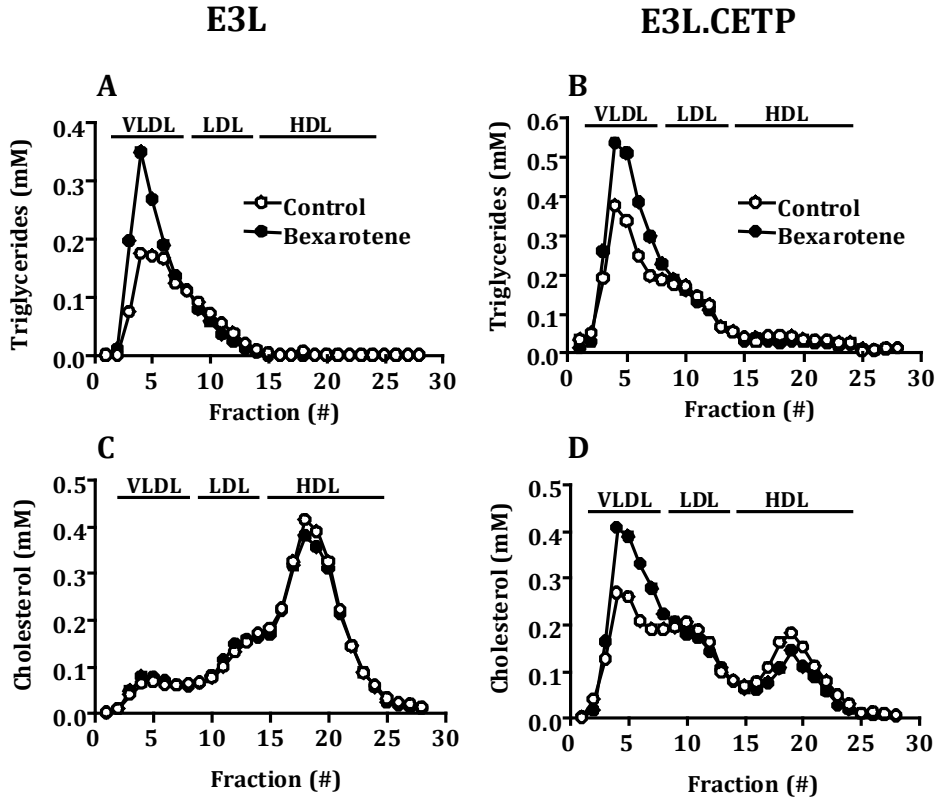 E3L
E3L.CETP
A
VLDL LDL HDL
Triglycerides (mM)
0.4
0.3
0.2
0.1
0.0
Control
Bexarotene
0 5 10 15 20 25 30
Fraction (#)
B
VLDL LDL HDL
Triglycerides (mM)
0.6
0.5
0.4
0.3
0.2
0.1
0.0
Control
Bexarotene
0 5 10 15 20 25 30
Fraction (#)
C
VLDL LDL HDL
Cholesterol (mM)
0.5
0.4
0.3
0.2
0.1
0.0
0 5 10 15 20 25 30
Fraction (#)
D
VLDL LDL HDL
Cholesterol (mM)
0.5
0.4
0.3
0.2
0.1
0.0
0 5 10 15 20 25 30
Fraction (#)